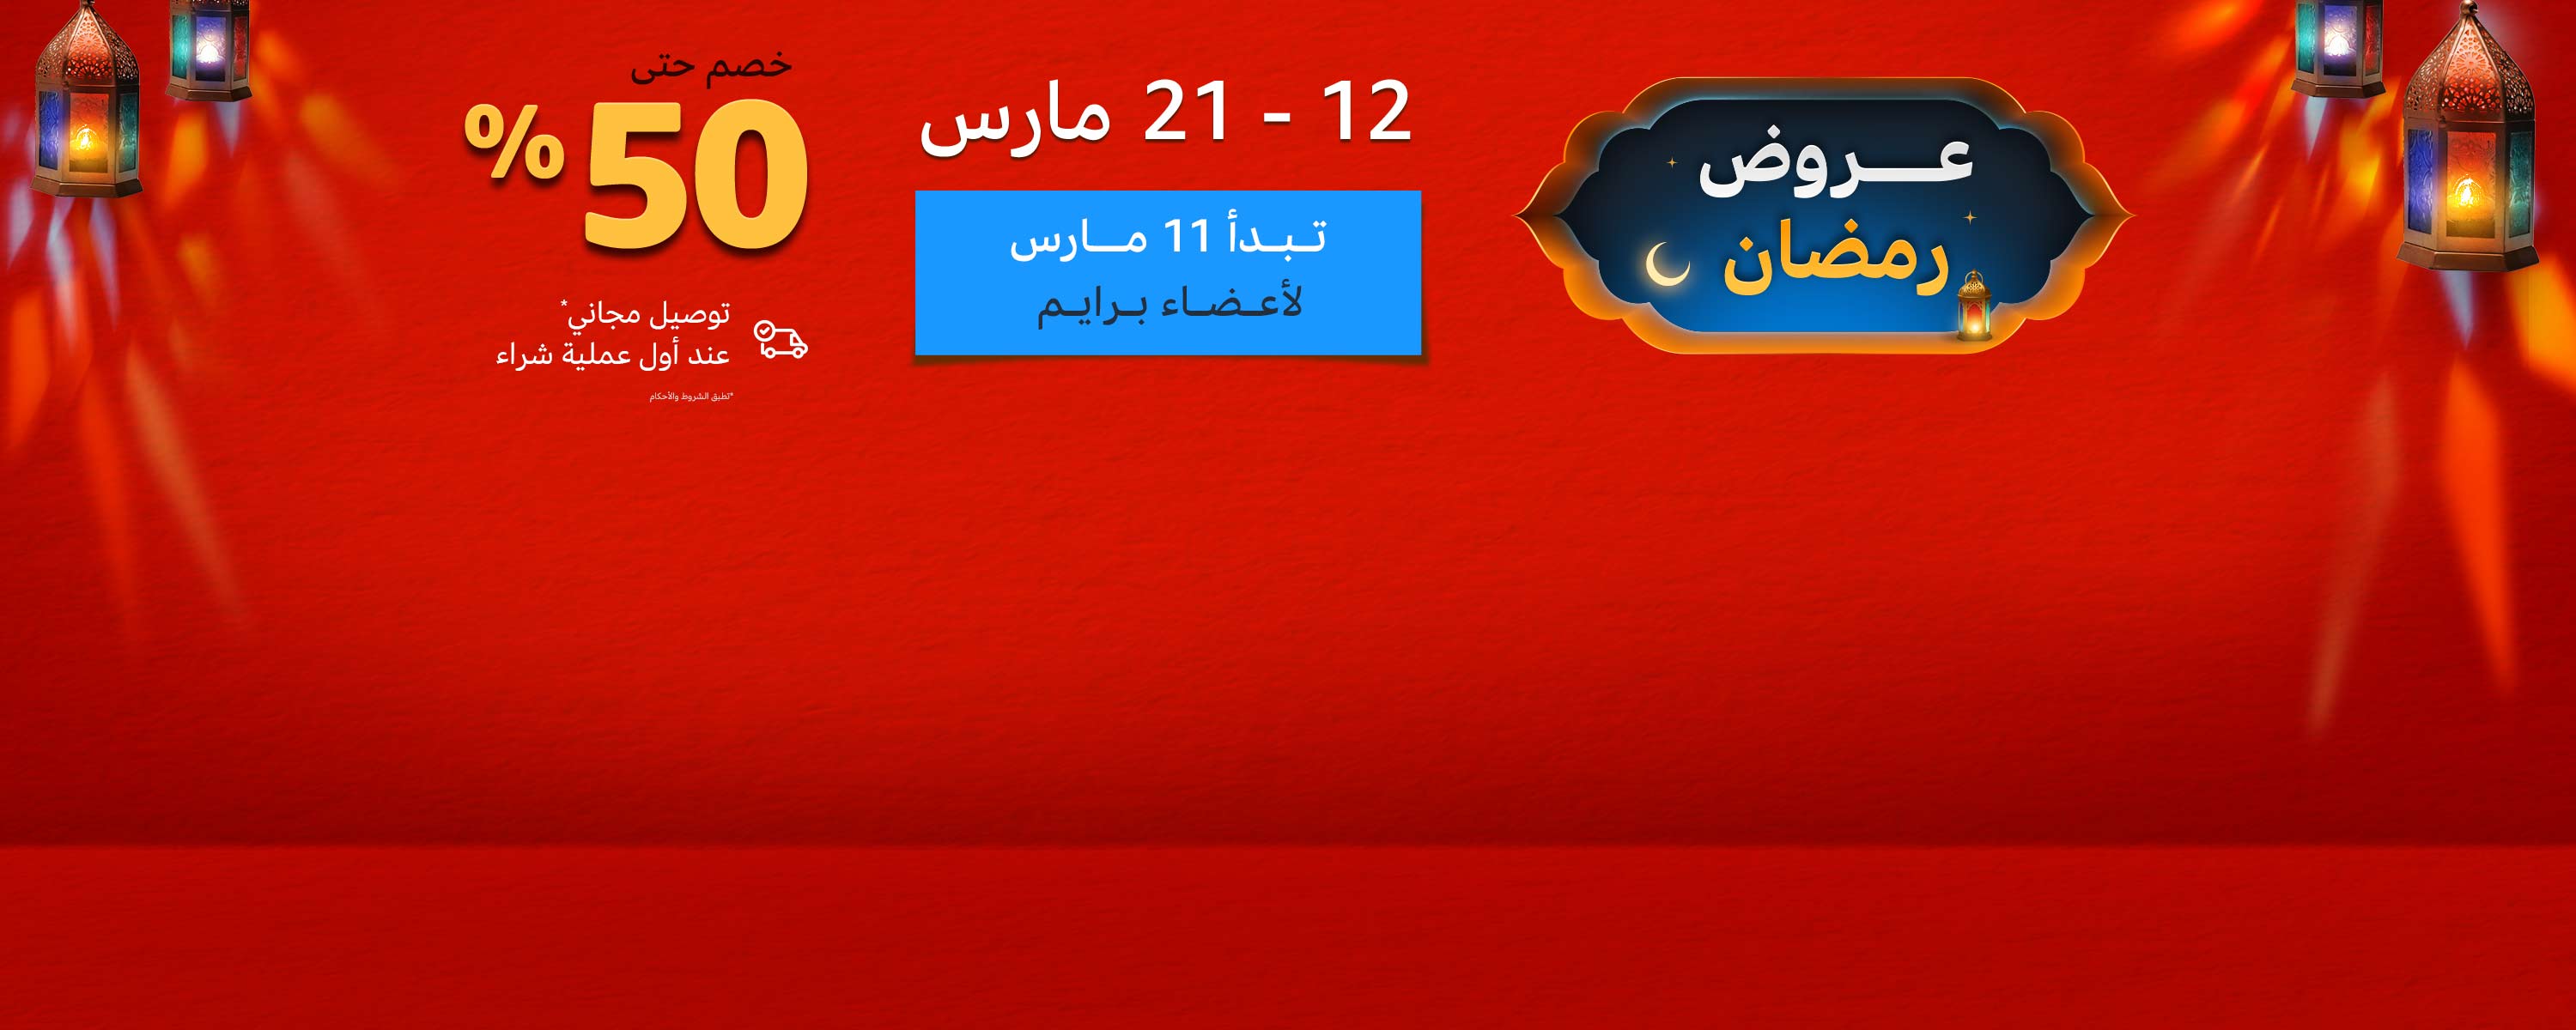 عـــروض
رمضان
12 - 21 مارس
تـبـدأ 11 مــارس
لأعـضـاء بـرايـم
خصم حتى
50%
توصيل مجاني*
عند أول عملية شراء
*تطبق الشروط والأحكام